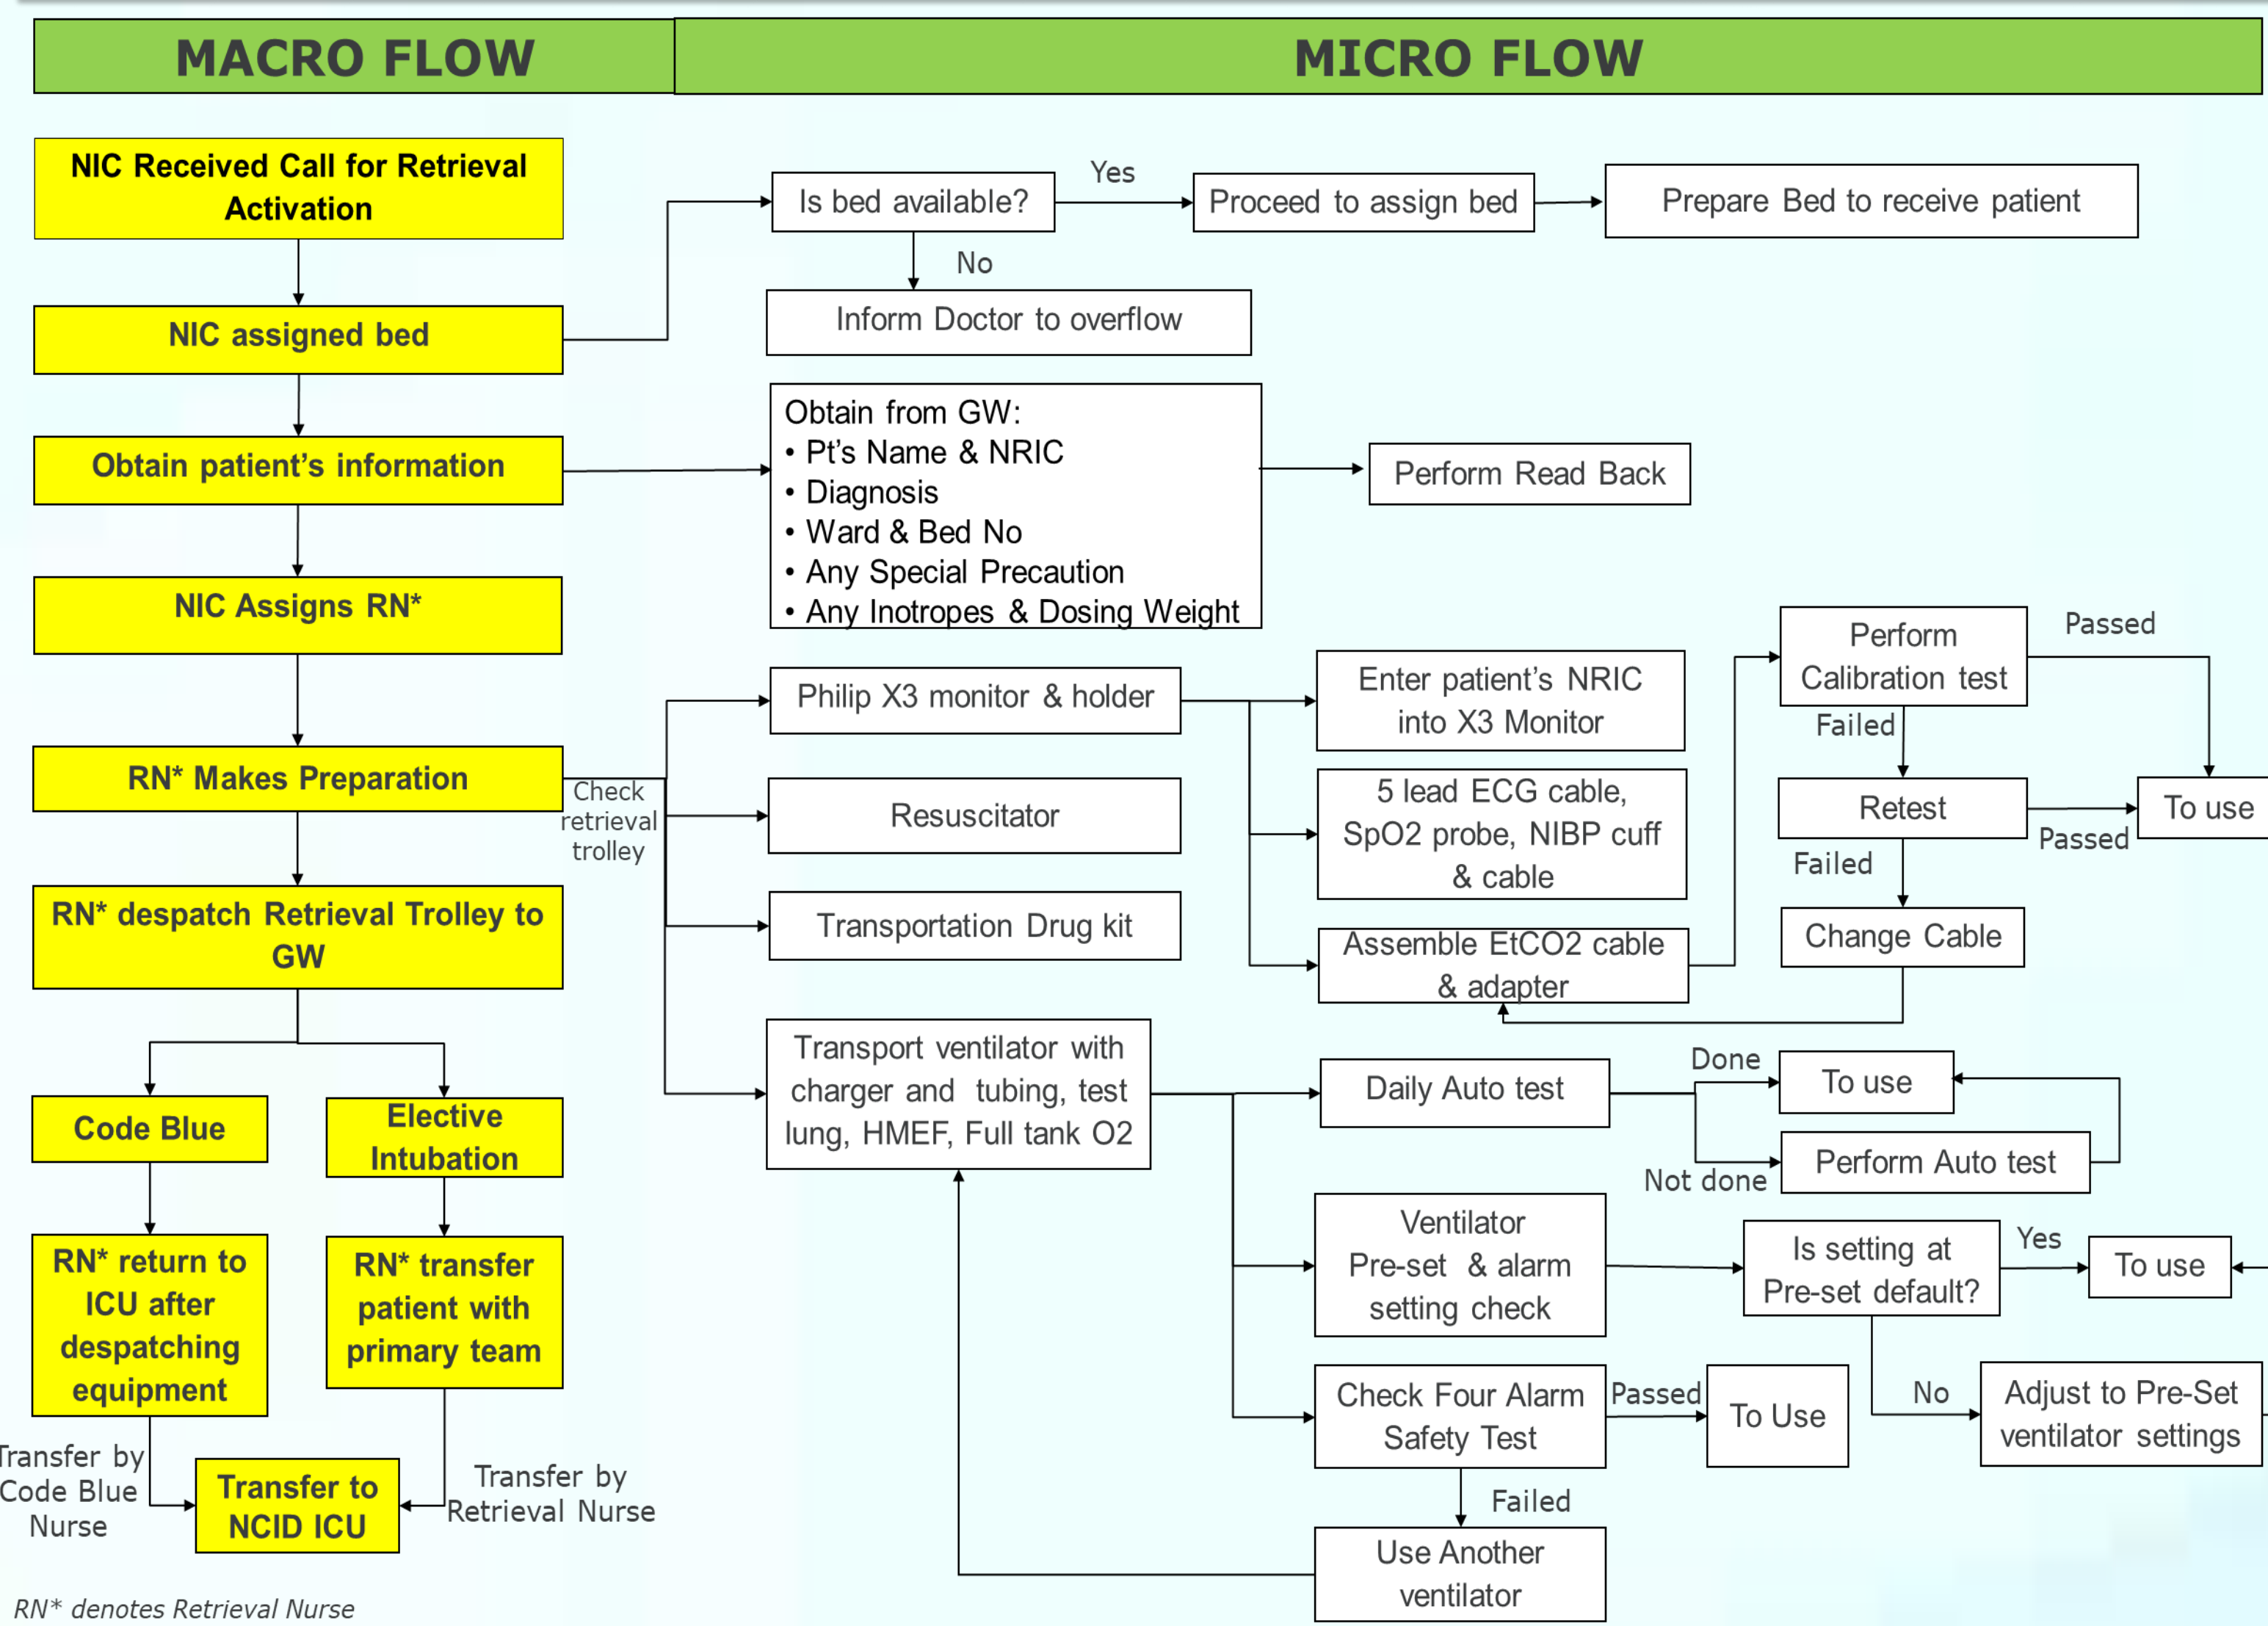 MACRO FLOW
MICRO FLOW
NIC Received Call for Retrieval
Activation
NIC assigned bed
Obtain patient's information
NIC Assigns RN*
RN* Makes Preparation
RN* despatch Retrieval Trolley to
GW
Code Blue
Elective
Intubation
RN* return to
ICU after
despatching
equipment
RN* transfer
patient with
primary team
Transfer by
Code Blue
Nurse
Transfer to
NCID ICU
Transfer by
Retrieval Nurse
RN* denotes Retrieval Nurse
Is bed available?
Yes
Proceed to assign bed
Prepare Bed to receive patient
No
Inform Doctor to overflow
Obtain from GW:
• Pt’s Name & NRIC
• Diagnosis
• Ward & Bed No
• Any Special Precaution
• Any Inotropes & Dosing Weight
Perform Read Back
Check
retrieval
trolley
Philip X3 monitor & holder
Resuscitator
Transportation Drug kit
Transport ventilator with
charger and tubing, test
lung, HMEF, Full tank O2
Enter patient’s NRIC
into X3 Monitor
5 lead ECG cable,
SpO2 probe, NIBP cuff
& cable
Assemble EtCO2 cable
& adapter
Perform
Calibration test
Passed
Failed
Retest
Passed
To use
Failed
Change Cable
Daily Auto test
Done
To use
Not done
Perform Auto test
Ventilator
Pre-set & alarm
setting check
Is setting at
Pre-set default?
Yes
To use
No
Adjust to Pre-Set
ventilator settings
Check Four Alarm
Safety Test
Passed
To Use
Failed
Use Another
ventilator